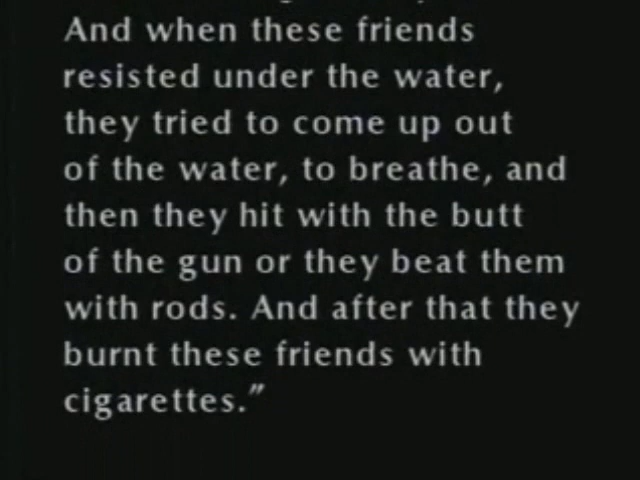 And when these friends
resisted under the water,
they tried to come up out
of the water, to breathe, and
then they hit with the butt
of the gun or they beat them
with rods. And after that they
burnt these friends with
cigarettes.”